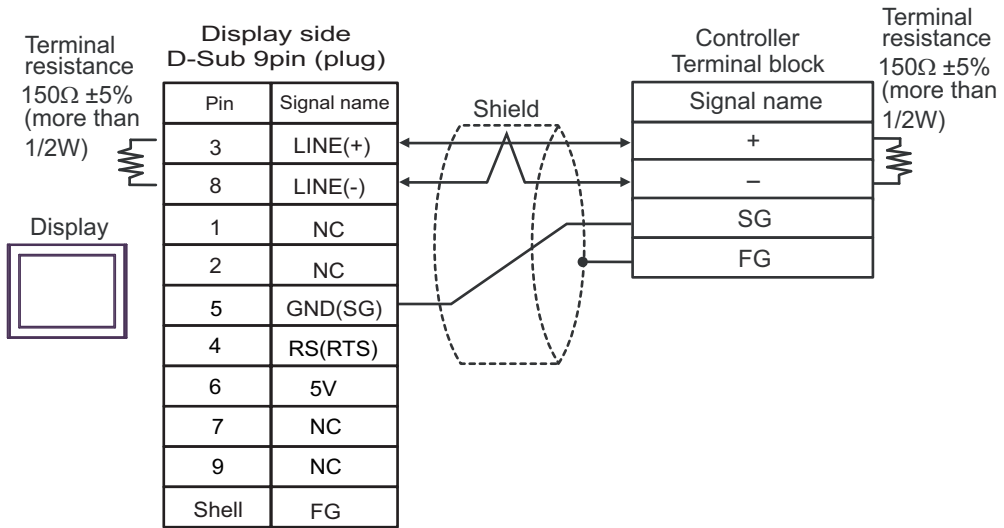 Terminal
resistance
150Ω ±5%
(more than
1/2W)
Display
Display side
D-Sub 9pin (plug)
Pin Signal name
3 LINE(+)
8 LINE(-)
1 NC
2 NC
5 GND(SG)
4 RS(RTS)
6 5V
7 NC
9 NC
Shell FG
Shield
Controller
Terminal block
Signal name
+
–
SG
FG
Terminal
resistance
150Ω ±5%
(more than
1/2W)